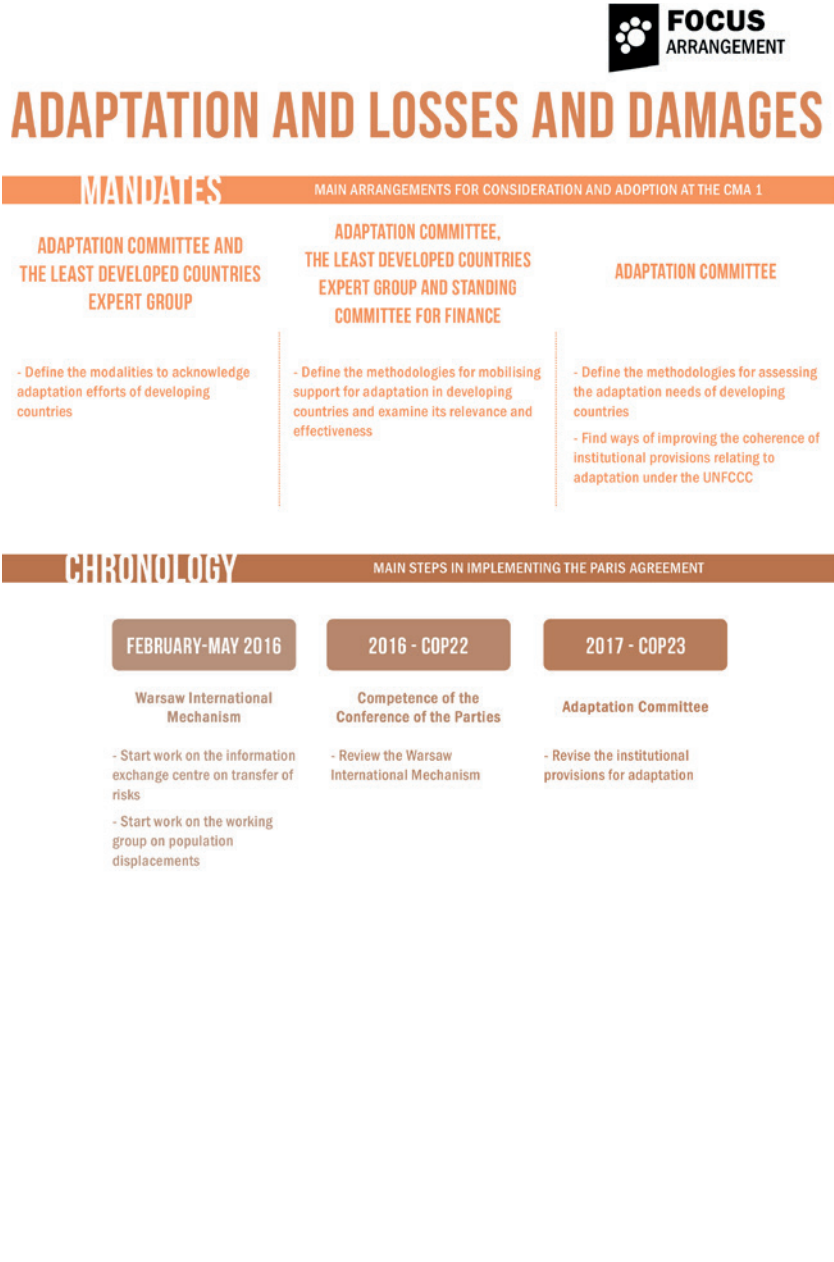 FOCUS
ARRANGEMENT
ADAPTATION AND LOSSES AND DAMAGES
MANDATES
MAIN ARRANGEMENTS FOR CONSIDERATION AND ADOPTION AT THE CMA 1
ADAPTATION COMMITTEE AND
THE LEAST DEVELOPED COUNTRIES
EXPERT GROUP
- Define the modalities to acknowledge
adaptation efforts of developing
countries
ADAPTATION COMMITTEE,
THE LEAST DEVELOPED COUNTRIES
EXPERT GROUP AND STANDING
COMMITTEE FOR FINANCE
- Define the methodologies for mobilising
support for adaptation in developing
countries and examine its relevance and
effectiveness
ADAPTATION COMMITTEE
- Define the methodologies for assessing
the adaptation needs of developing
countries
- Find ways of improving the coherence of
institutional provisions relating to
adaptation under the UNFCCC
CHRONOLOGY
MAIN STEPS IN IMPLEMENTING THE PARIS AGREEMENT
FEBRUARY-MAY 2016
Warsaw International
Mechanism
- Start work on the information
exchange centre on transfer of
risks
- Start work on the working
group on population
displacements
2016 - COP22
Competence of the
Conference of the Parties
- Review the Warsaw
International Mechanism
2017 - COP23
Adaptation Committee
- Revise the institutional
provisions for adaptation